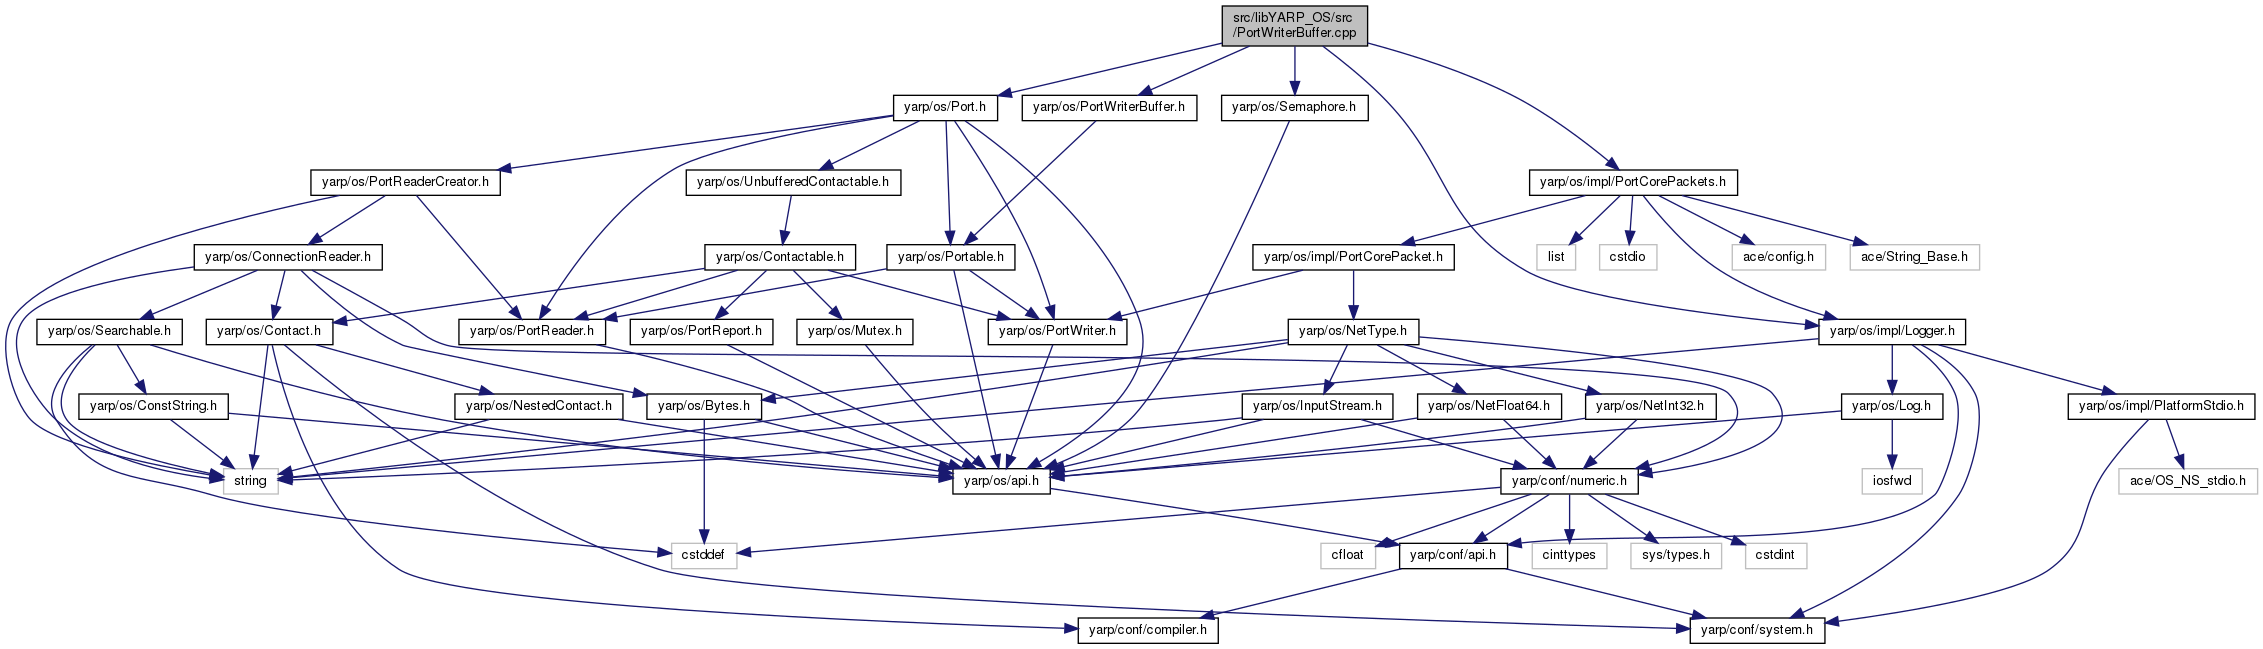 src/libYARP_OS/src
/PortWriterBuffer.cpp
yarp/os/Port.h
yarp/os/PortWriterBuffer.h
yarp/os/Semaphore.h
yarp/os/PortReaderCreator.h
yarp/os/UnbufferedContactable.h
yarp/os/impl/PortCorePackets.h
yarp/os/ConnectionReader.h
yarp/os/Contactable.h
yarp/os/Portable.h
yarp/os/impl/PortCorePacket.h
list
cstdio
ace/config.h
ace/String_Base.h
yarp/os/Searchable.h
yarp/os/Contact.h
yarp/os/PortReader.h
yarp/os/PortReport.h
yarp/os/Mutex.h
yarp/os/PortWriter.h
yarp/os/NetType.h
yarp/os/impl/Logger.h
yarp/os/ConstString.h
yarp/os/NestedContact.h
yarp/os/Bytes.h
yarp/os/InputStream.h
yarp/os/NetFloat64.h
yarp/os/NetInt32.h
yarp/os/Log.h
yarp/os/impl/PlatformStdio.h
string
yarp/os/api.h
yarp/conf/numeric.h
iosfwd
ace/OS_NS_stdio.h
cstddef
cfloat
yarp/conf/api.h
cinttypes
sys/types.h
cstdint
yarp/conf/compiler.h
yarp/conf/system.h